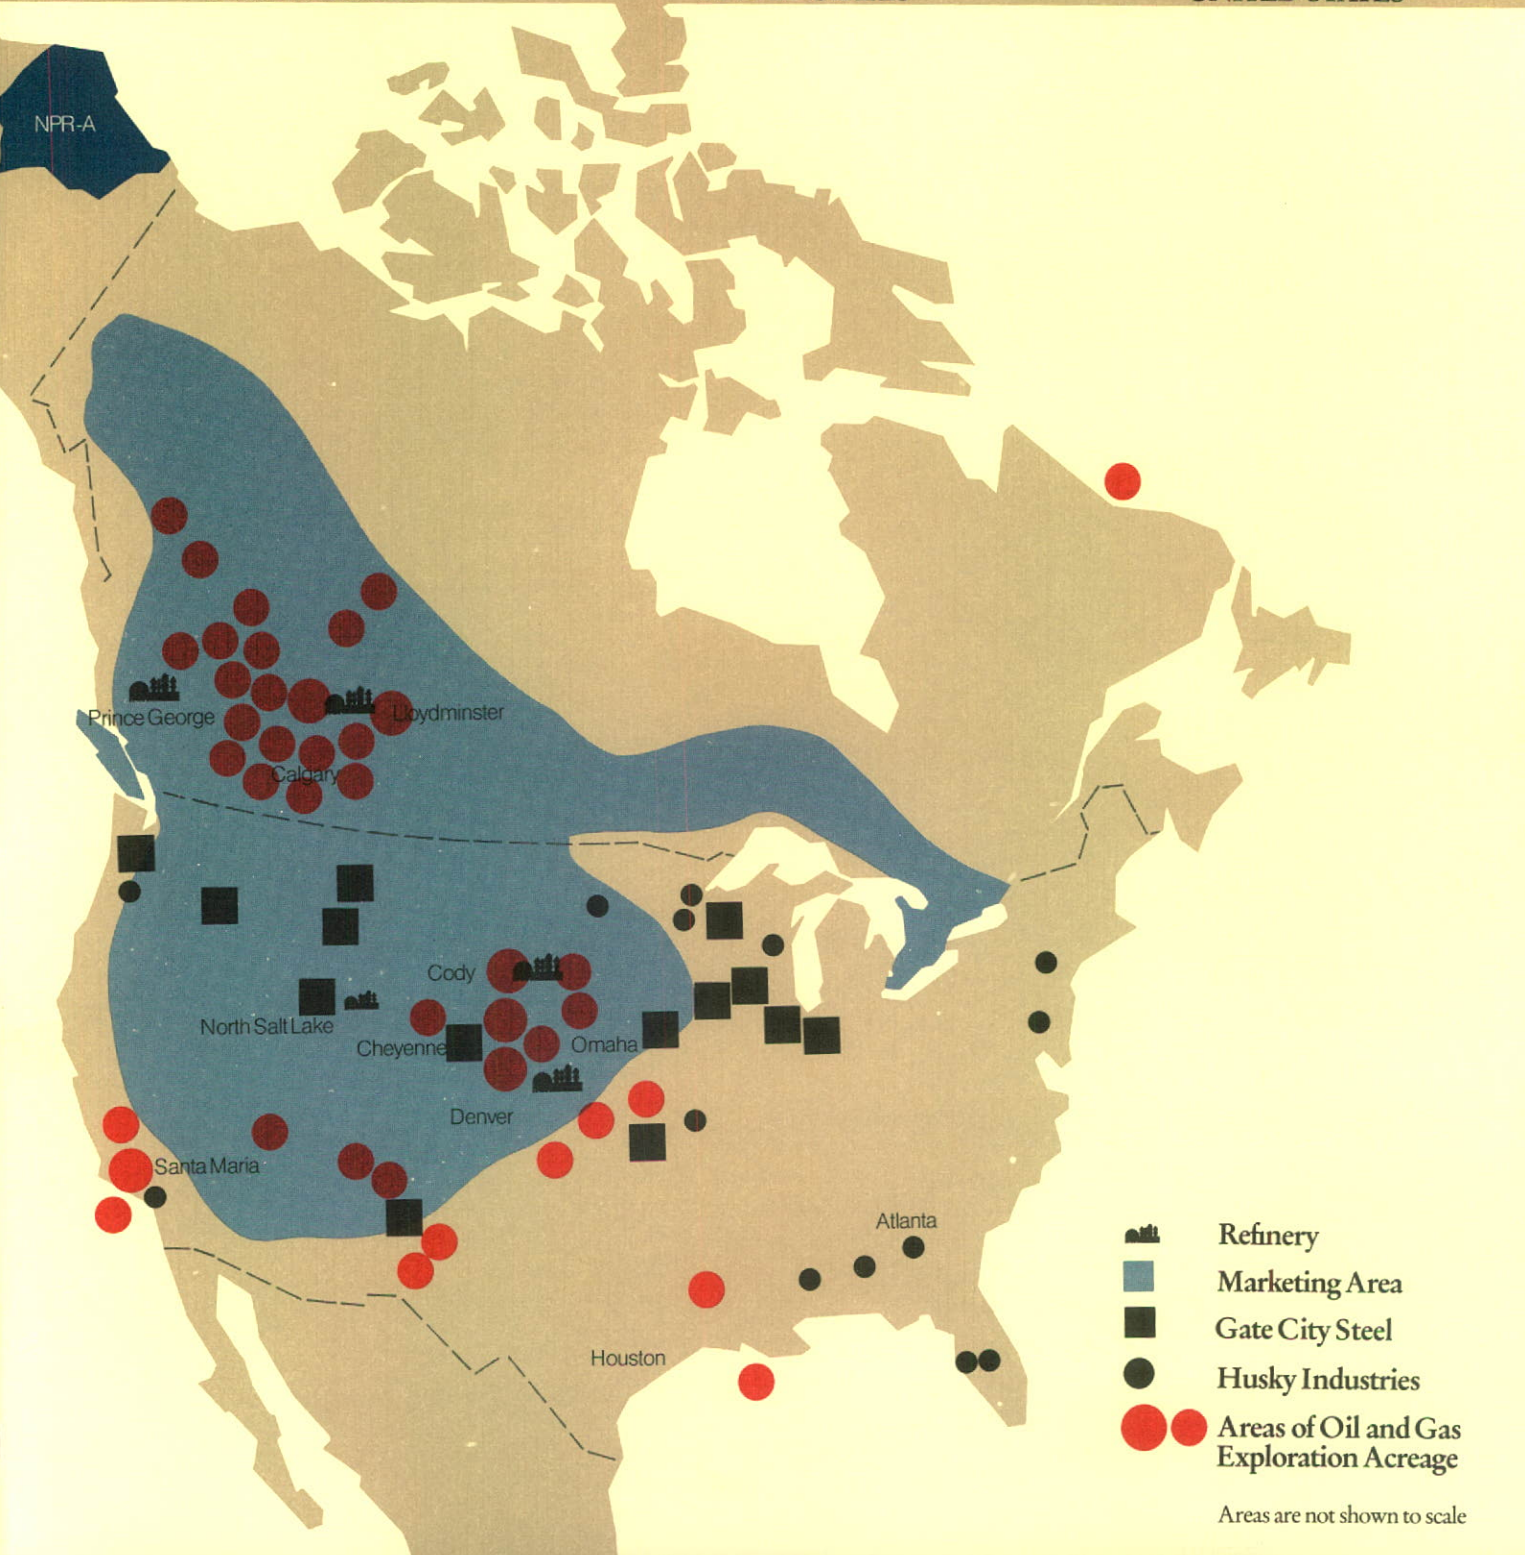 NPR-A
Prince George
Lloydminster
Calgary
Cody
North Salt Lake
Cheyenne
Omaha
Denver
Santa Maria
Atlanta
Houston
Refinery
Marketing Area
Gate City Steel
Husky Industries
Areas of Oil and Gas
Exploration Acreage
Areas are not shown to scale